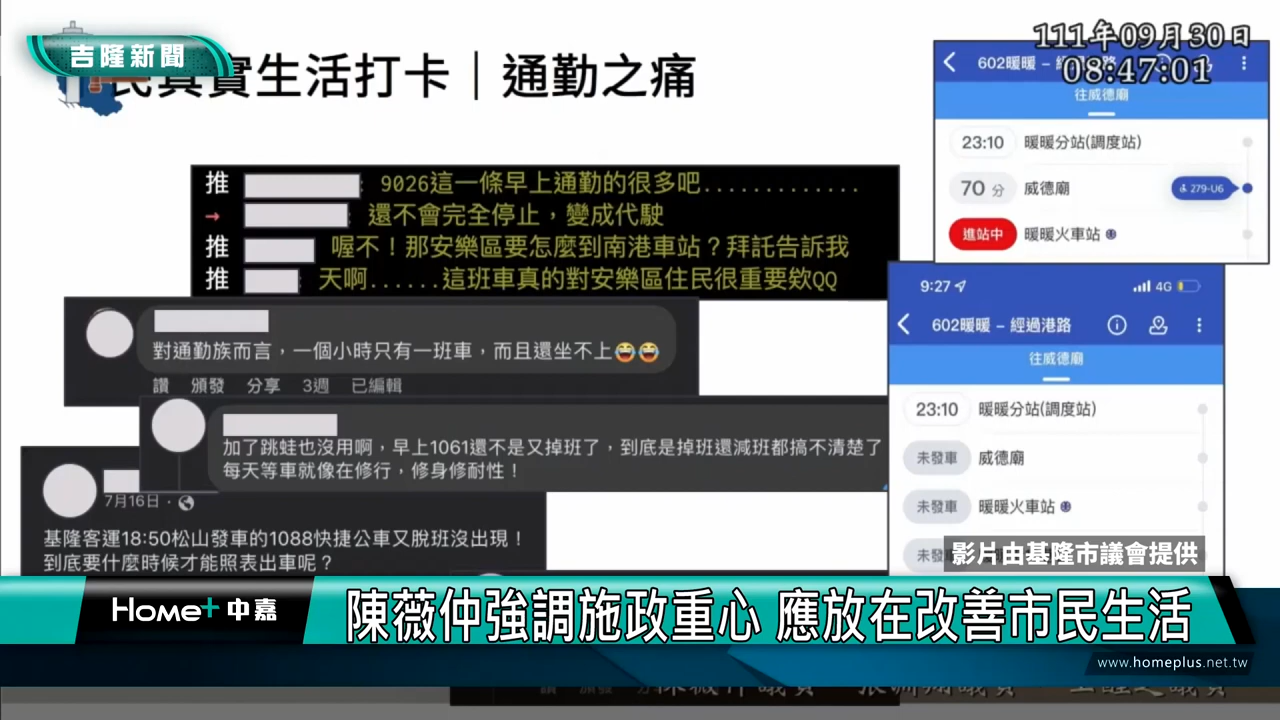 吉隆新聞
民真實生活打卡｜通勤之痛
111年09月30日
08:47:01
602暖暖 – 經過港路
往威德廟
23:10 暖暖分站(調度站)
70 分 威德廟 279-U6
進站中 暖暖火車站
推 : 9026這一條早上通勤的很多吧.............
→ : 還不會完全停止，變成代駛
推 : 喔不！那安樂區要怎麼到南港車站？拜託告訴我
推 : 天啊......這班車真的對安樂區住民很重要欸QQ
對通勤族而言，一個小時只有一班車，而且還坐不上😂😂
讚 頒發 分享 3週 已編輯
加了跳蛙也沒用啊，早上1061還不是又掉班了，到底是掉班還減班都搞不清楚了
每天等車就像在修行，修身修耐性！
7月16日 ·
基隆客運18:50松山發車的1088快捷公車又脫班沒出現！
到底要什麼時候才能照表出車呢？
9:27 4G
602暖暖 – 經過港路
往威德廟
23:10 暖暖分站(調度站)
未發車 威德廟
未發車 暖暖火車站
未發
影片由基隆市議會提供
Home+ 中嘉
陳薇仲強調施政重心 應放在改善市民生活
www.homeplus.net.tw